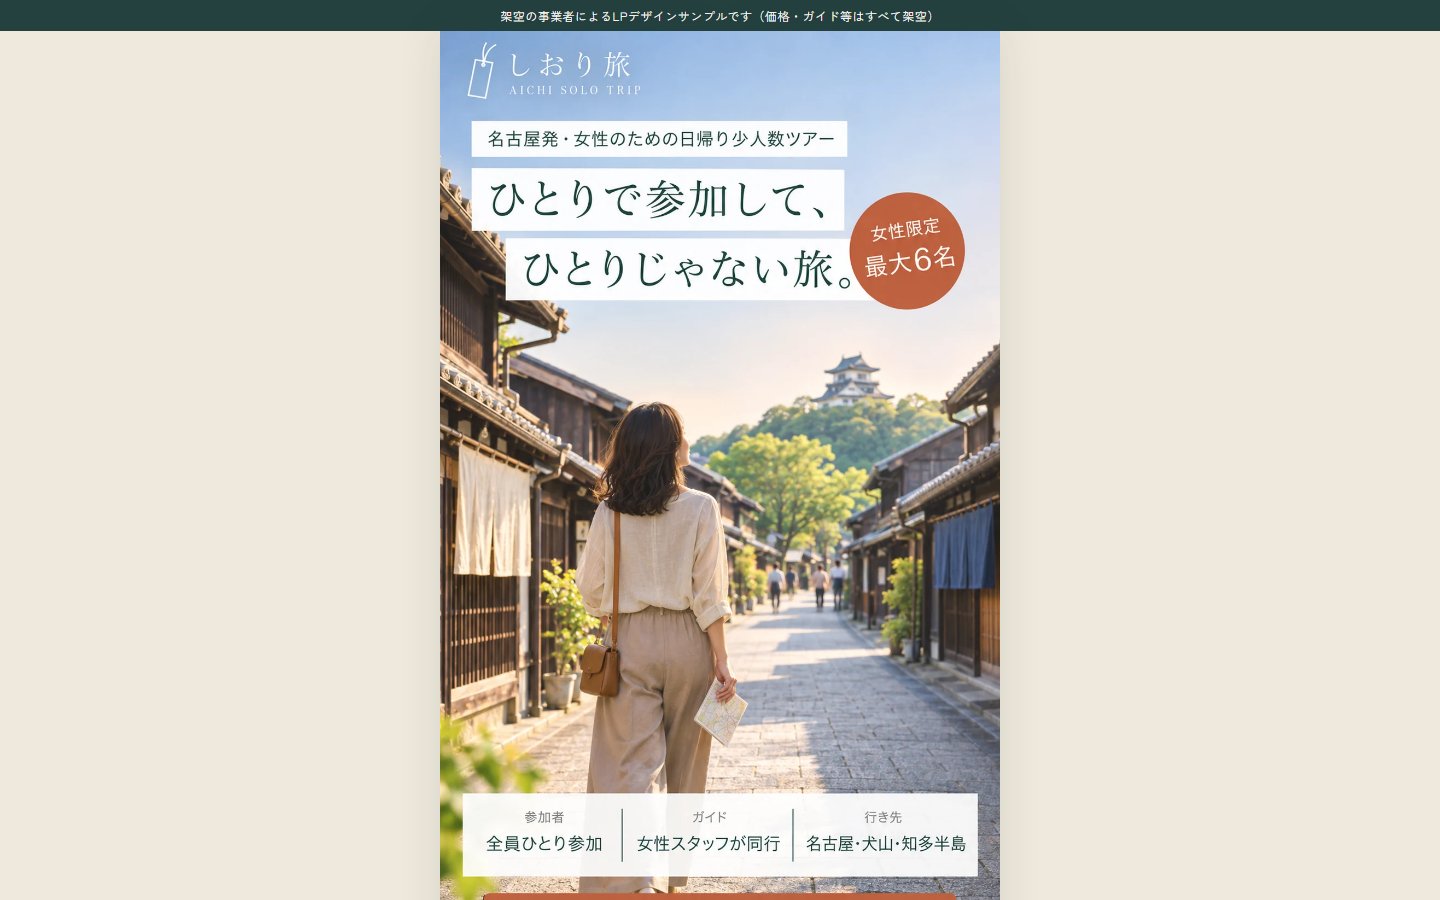 架空の事業者によるLPデザインサンプルです（価格・ガイド等はすべて架空）
しおり旅
AICHI SOLO TRIP
名古屋発・女性のための日帰り少人数ツアー
ひとりで参加して、
ひとりじゃない旅。
女性限定
最大6名
参加者
全員ひとり参加
ガイド
女性スタッフが同行
行き先
名古屋・犬山・知多半島